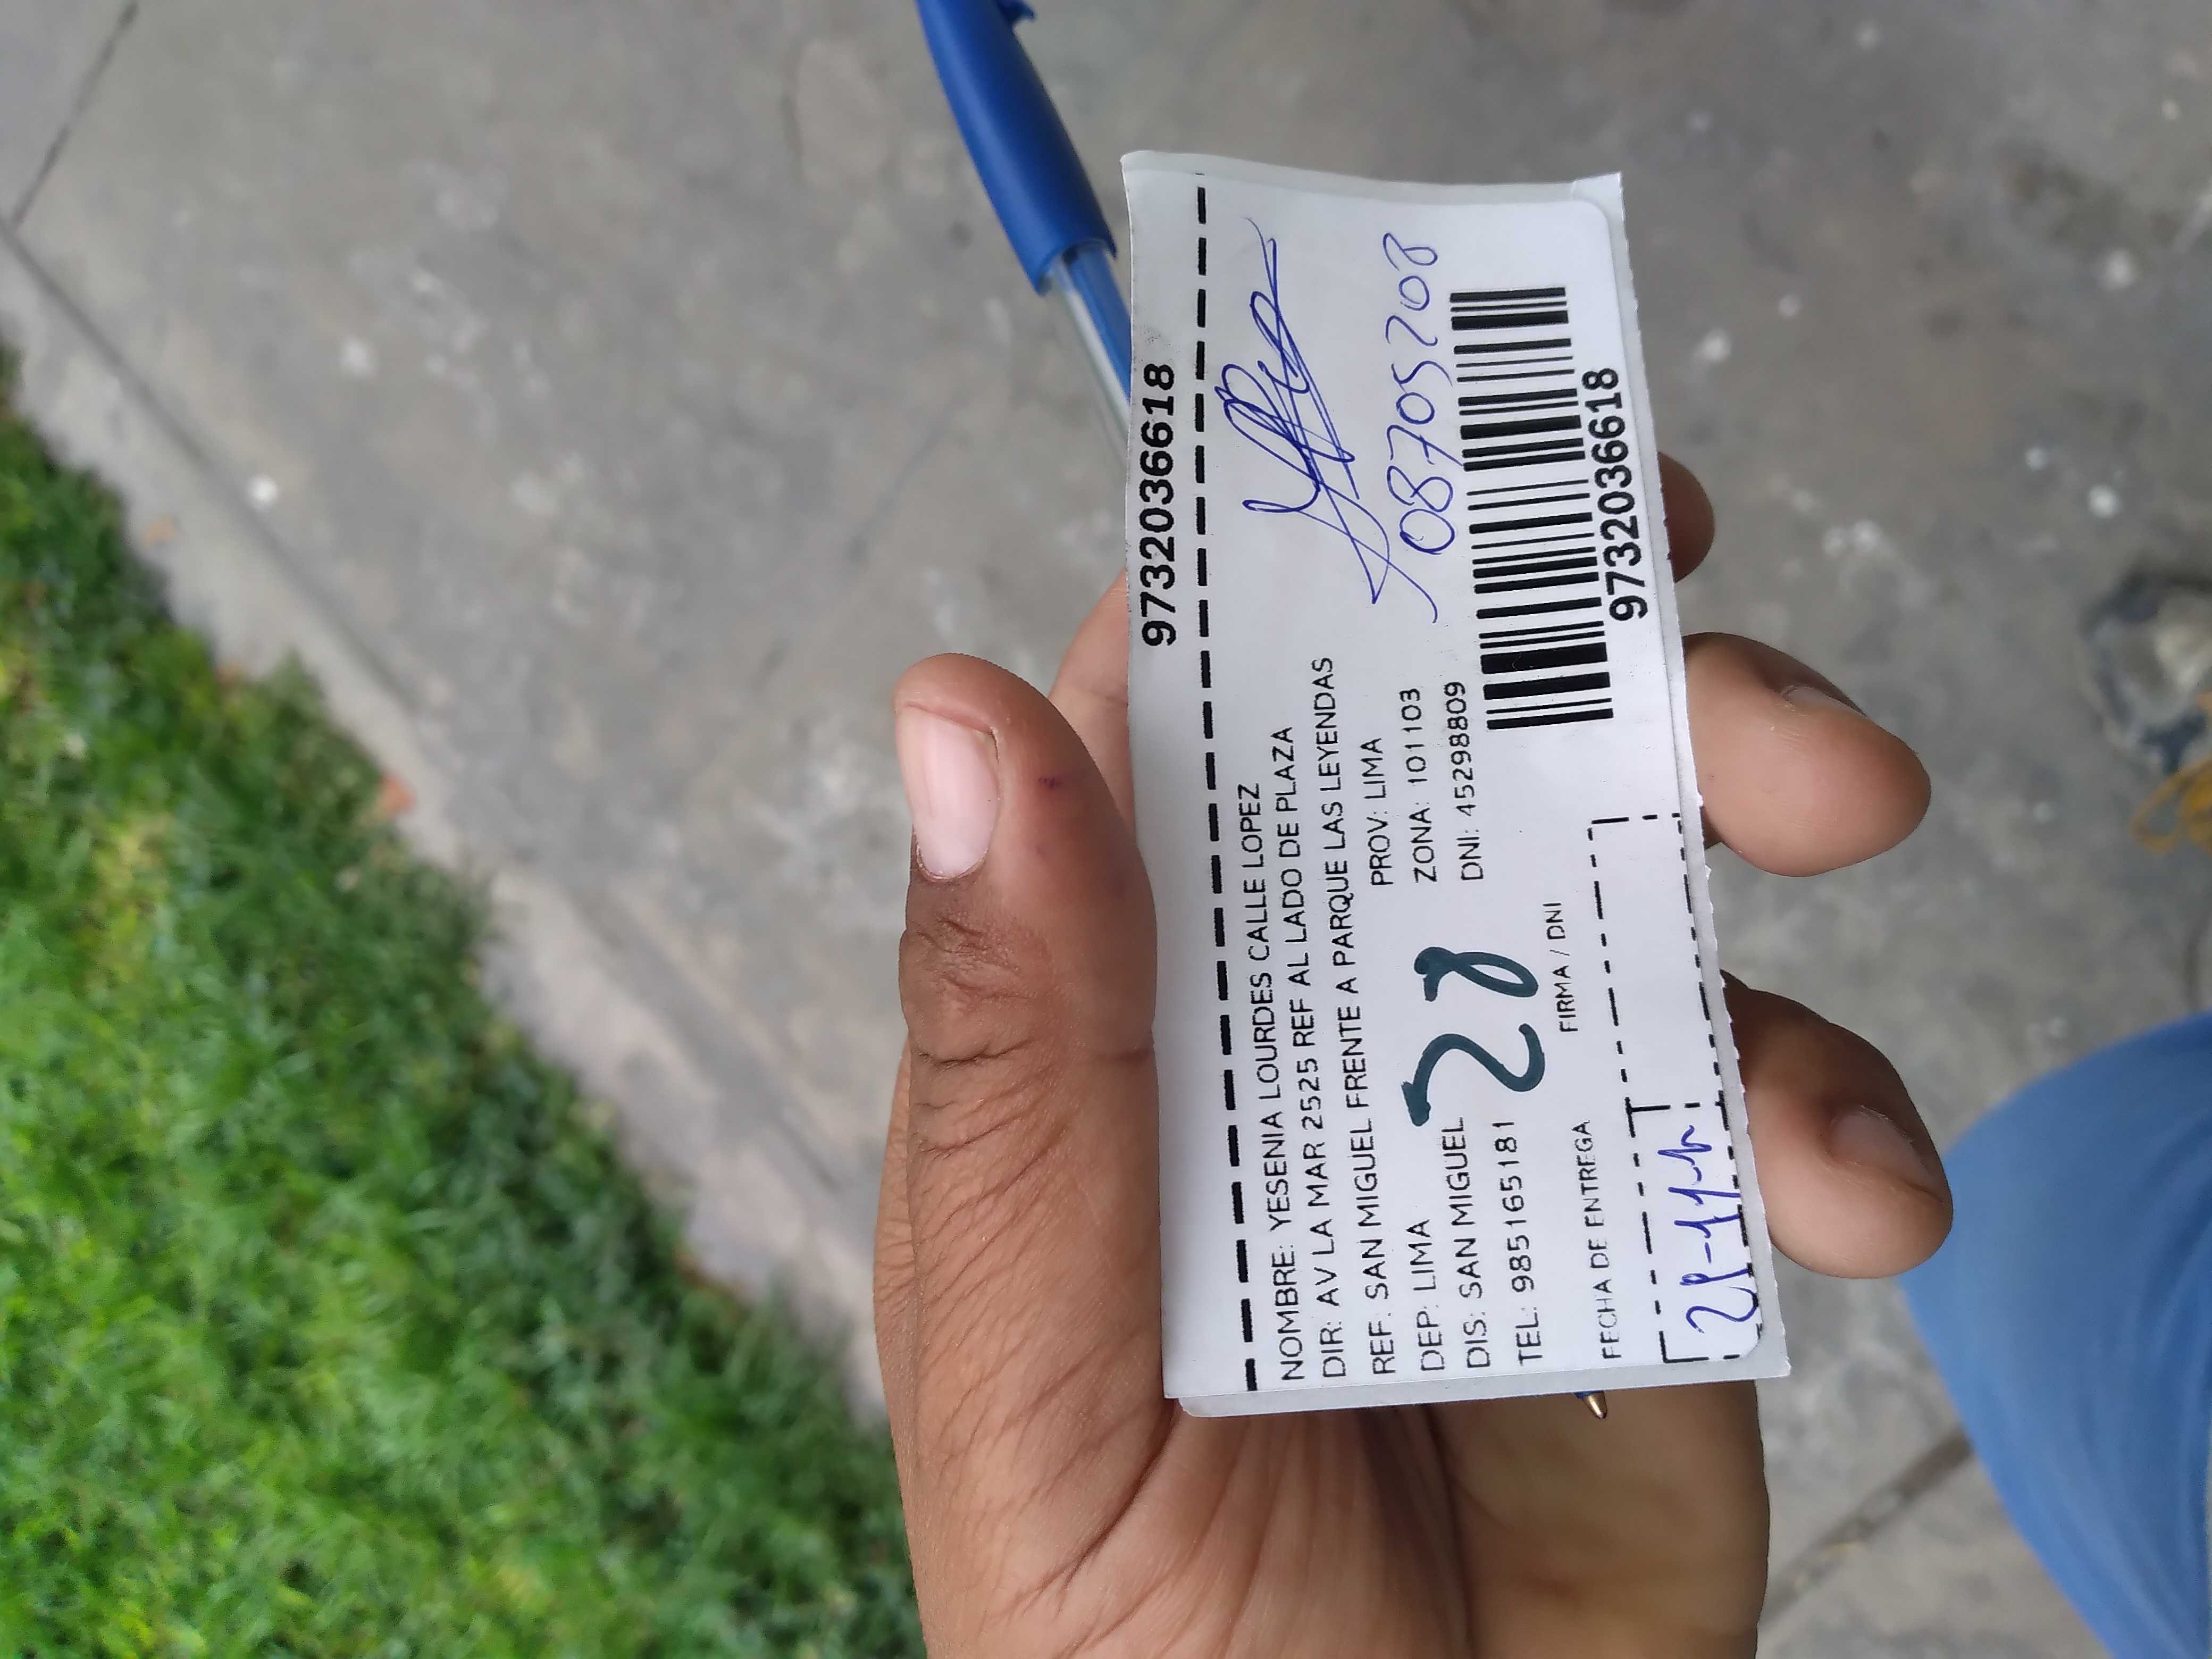 9732036618
NOMBRE: YESENIA LOURDES CALLE LOPEZ
DIR: AV LA MAR 2525 REF AL LADO DE PLAZA
REF: SAN MIGUEL FRENTE A PARQUE LAS LEYENDAS
DEP: LIMA PROV: LIMA
DIS: SAN MIGUEL ZONA: 101103
TEL: 985165181 DNI: 45298809
28
08705208
FECHA DE ENTREGA FIRMA / DNI
9732036618